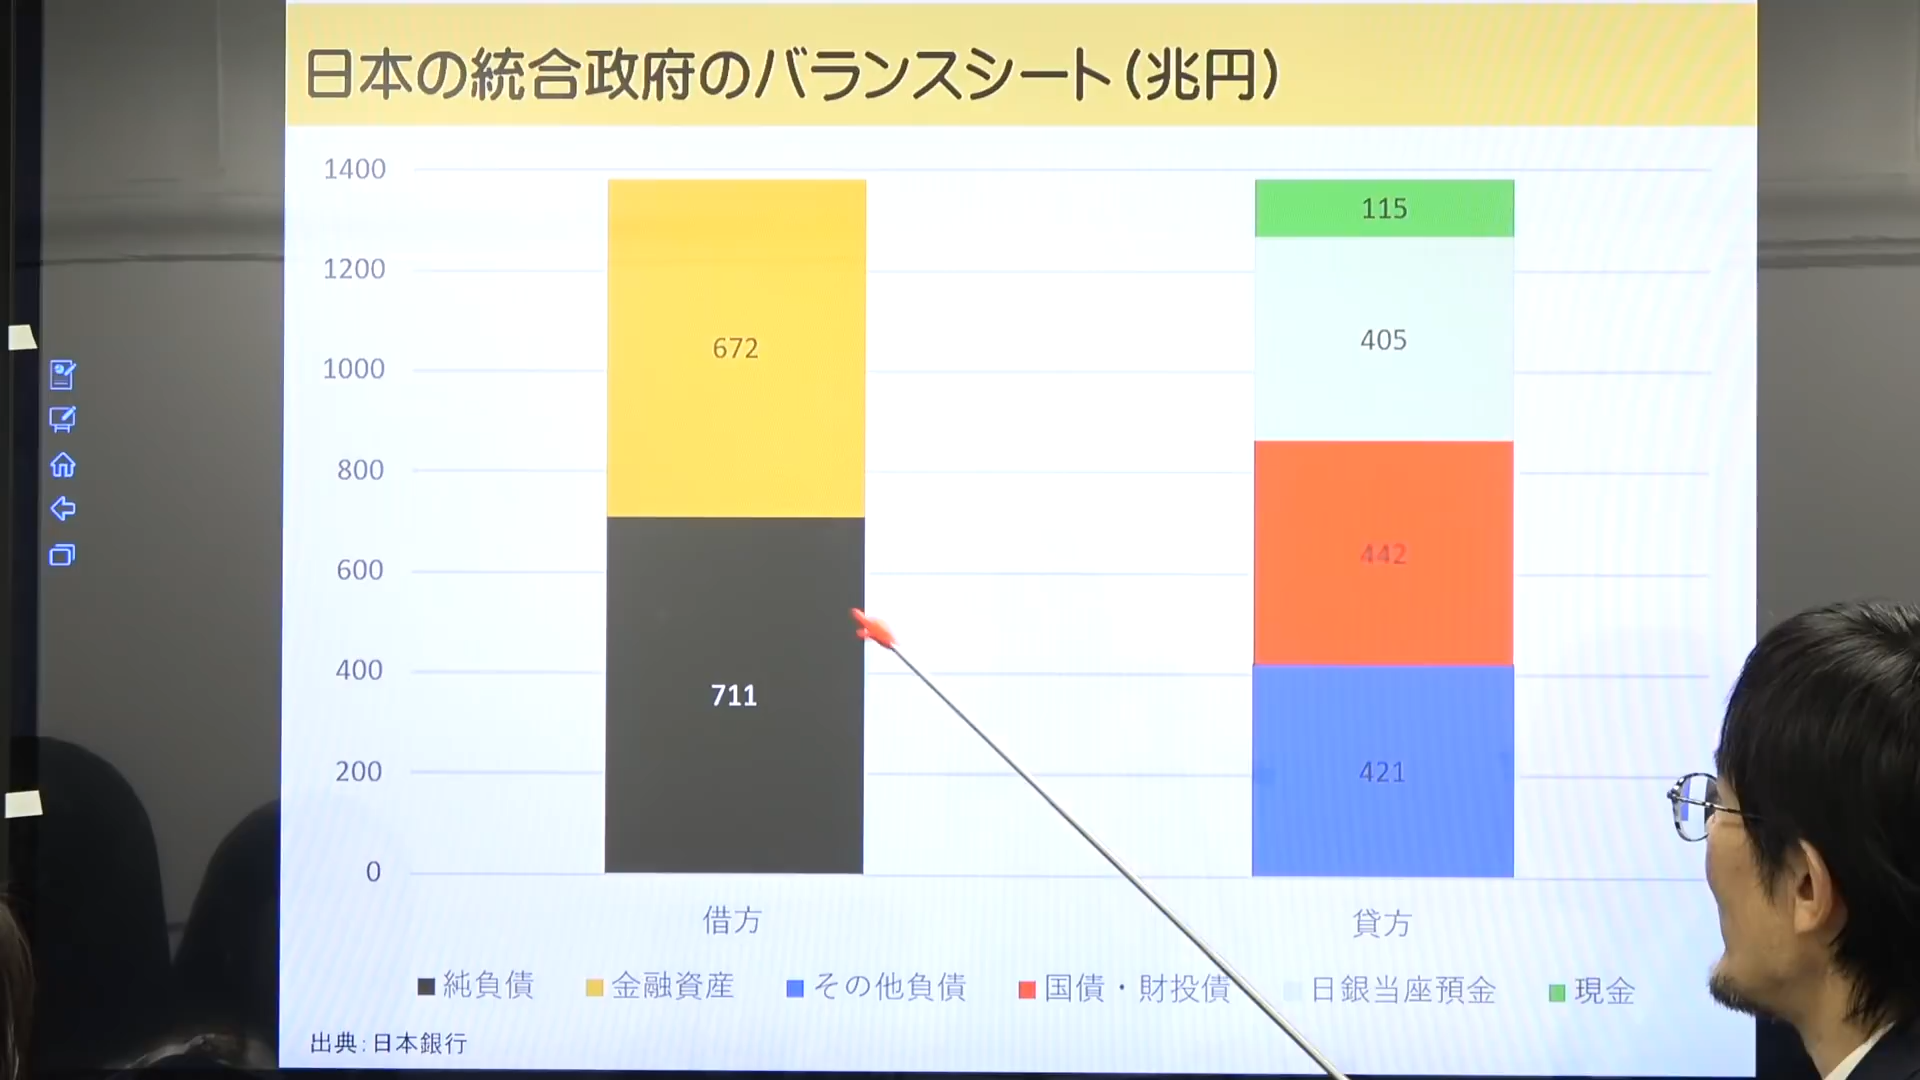 日本の統合政府のバランスシート(兆円)
1400
1200
1000
800
600
400
200
0
672
711
115
405
442
421
借方
貸方
純負債 金融資産 その他負債 国債・財投債 日銀当座預金 現金
出典:日本銀行